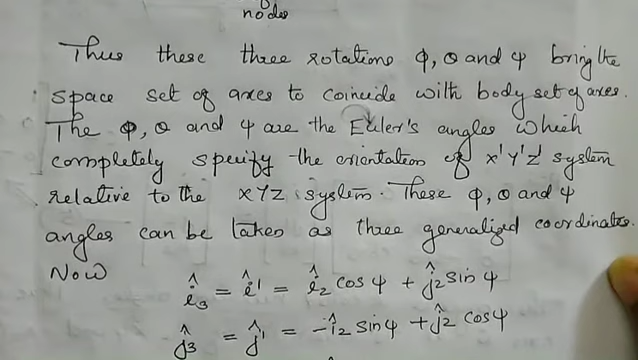 nodes
Thus these three rotations φ, θ and ψ bring the
space set of axes to coincide with body set of axes.
The φ, θ and ψ are the Euler's angles which
completely specify the orientation of x'Y'z' system
relative to the XYZ system. These φ, θ and ψ
angles can be taken as three generalized coordinates.
Now
î₃ = î' = î₂ cos ψ + ĵ₂ sin ψ
ĵ₃ = ĵ' = -î₂ sin ψ + ĵ₂ cos ψ